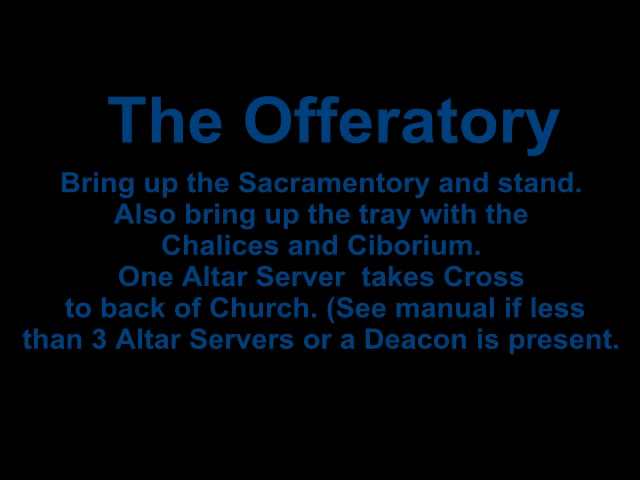 The Offeratory
Bring up the Sacramentory and stand.
Also bring up the tray with the
Chalices and Ciborium.
One Altar Server  takes Cross
to back of Church. (See manual if less
than 3 Altar Servers or a Deacon is present.